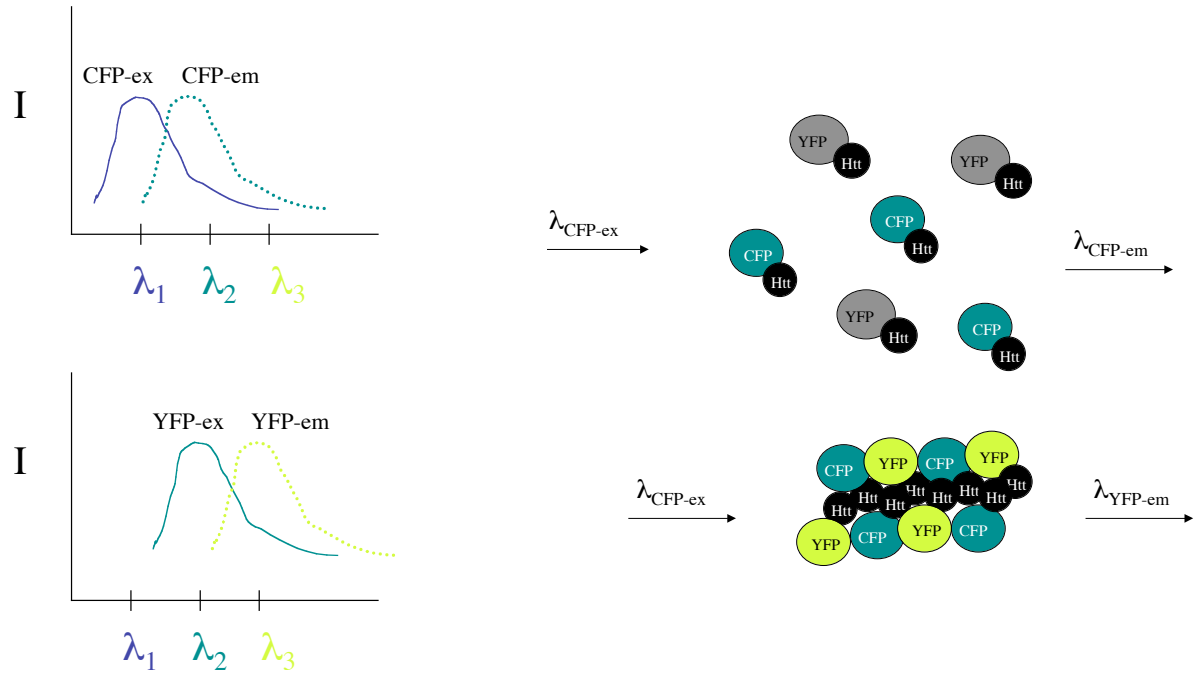 CFP-ex CFP-em
I
λ1 λ2 λ3
YFP-ex YFP-em
I
λ1 λ2 λ3
λCFP-ex
YFP
Htt
YFP
Htt
CFP
Htt
CFP
Htt
YFP
Htt
CFP
Htt
λCFP-em
λCFP-ex
CFP YFP CFP YFP
Htt Htt Htt Htt
Htt Htt Htt Htt
YFP CFP YFP CFP
λYFP-em